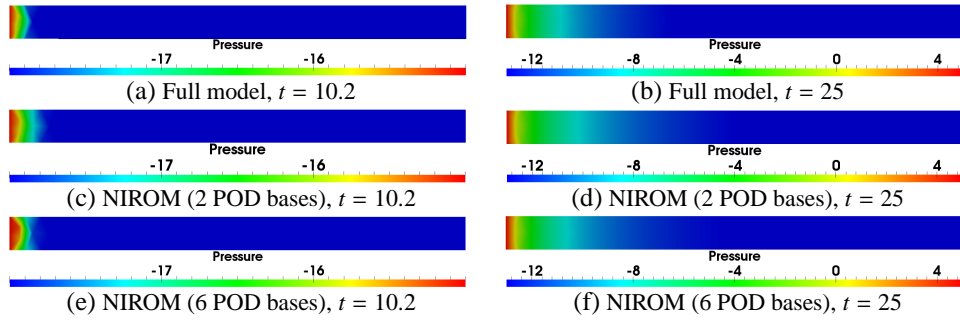 Pressure
-17 -16
(a) Full model, t = 10.2
Pressure
-12 -8 -4 0 4
(b) Full model, t = 25
Pressure
-17 -16
(c) NIROM (2 POD bases), t = 10.2
Pressure
-12 -8 -4 0 4
(d) NIROM (2 POD bases), t = 25
Pressure
-17 -16
(e) NIROM (6 POD bases), t = 10.2
Pressure
-12 -8 -4 0 4
(f) NIROM (6 POD bases), t = 25